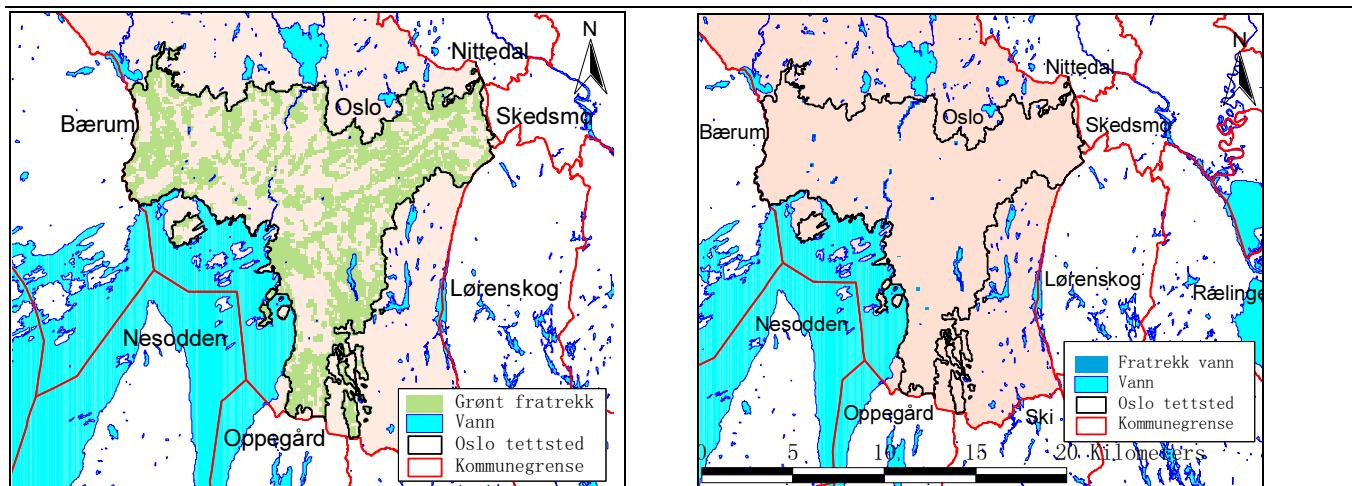 N
Nittedal
Oslo
Skedsmo
Bærum
Lørenskog
Nesodden
Oppegård
Grønt fratrekk
Vann
Oslo tettsted
Kommunegrense
N
Nittedal
Oslo
Skedsmo
Bærum
Lørenskog
Rælinge
Nesodden
Oppegård
Ski
Fratrekk vann
Vann
Oslo tettsted
Kommunegrense
0 5 10 15 20 Kilometers